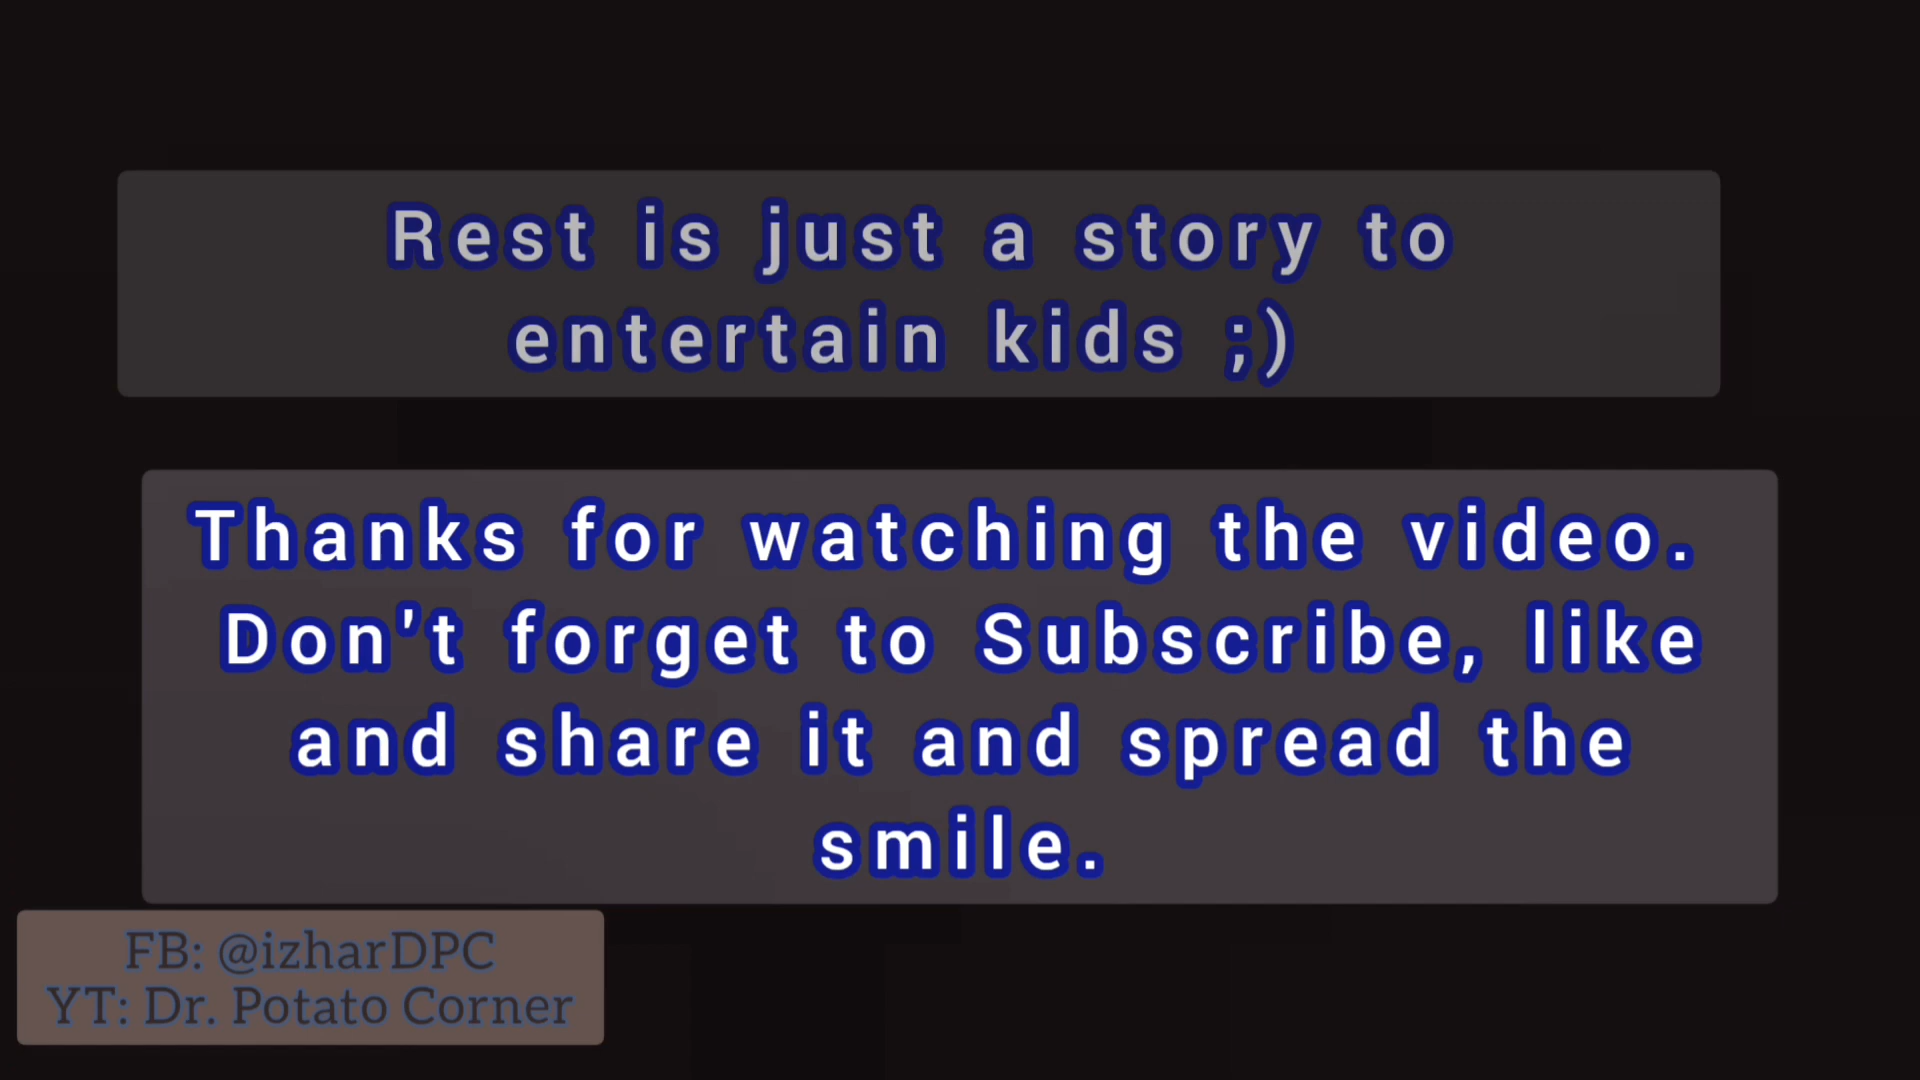 Rest is just a story to
entertain kids ;)
Thanks for watching the video.
Don't forget to Subscribe, like
and share it and spread the
smile.
FB: @izharDPC
YT: Dr. Potato Corner